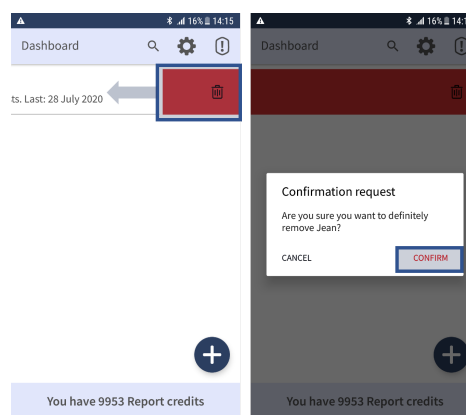 16% 14:15
Dashboard
ts. Last: 28 July 2020
You have 9953 Report credits
16% 14:1
Dashboard
Confirmation request
Are you sure you want to definitely
remove Jean?
CANCEL CONFIRM
You have 9953 Report credits